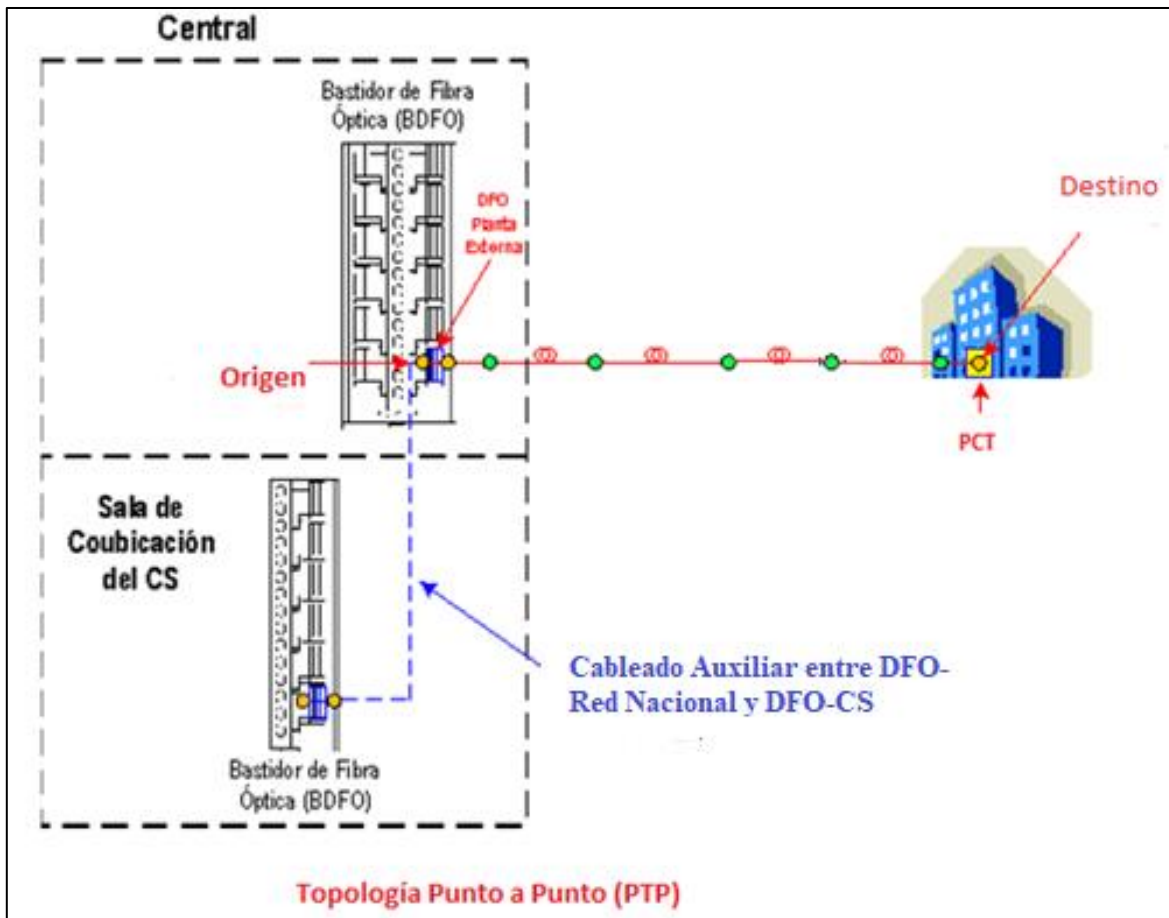 Central
Bastidor de Fibra
Óptica (BDFO)
DFO
Planta
Externa
Destino
Origen
PCT
Sala de
Coubicación
del CS
Cableado Auxiliar entre DFO-
Red Nacional y DFO-CS
Bastidor de Fibra
Óptica (BDFO)
Topología Punto a Punto (PTP)